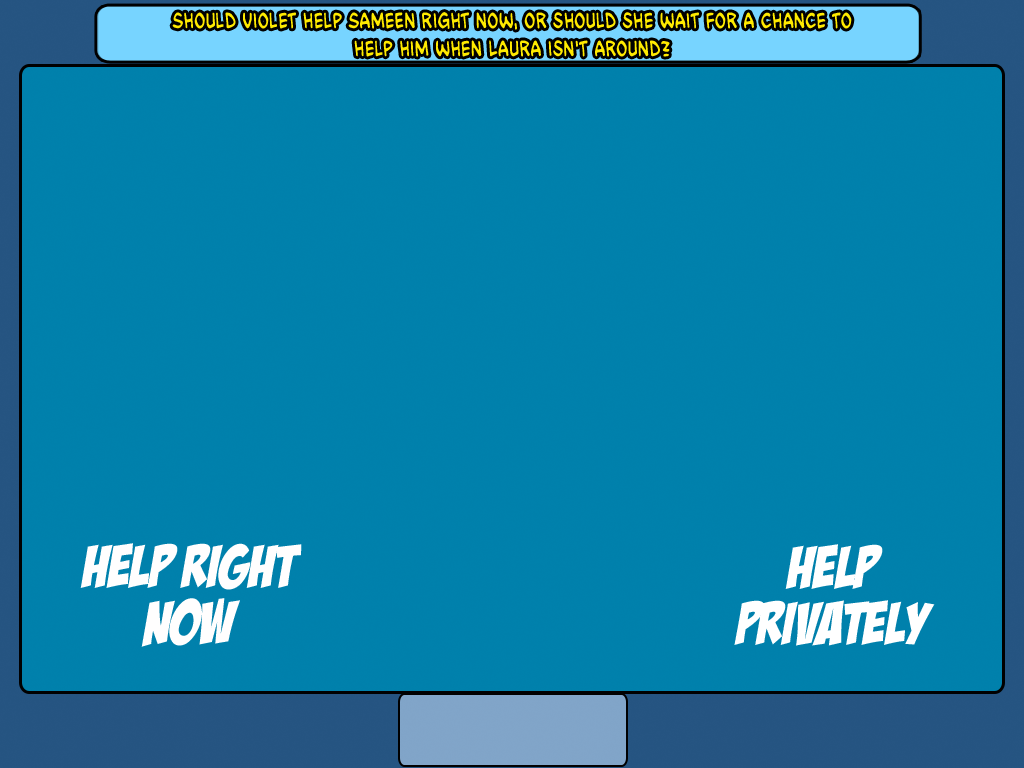 SHOULD VIOLET HELP SAMEEN RIGHT NOW, OR SHOULD SHE WAIT FOR A CHANCE TO
HELP HIM WHEN LAURA ISN'T AROUND?
HELP RIGHT
NOW
HELP
PRIVATELY